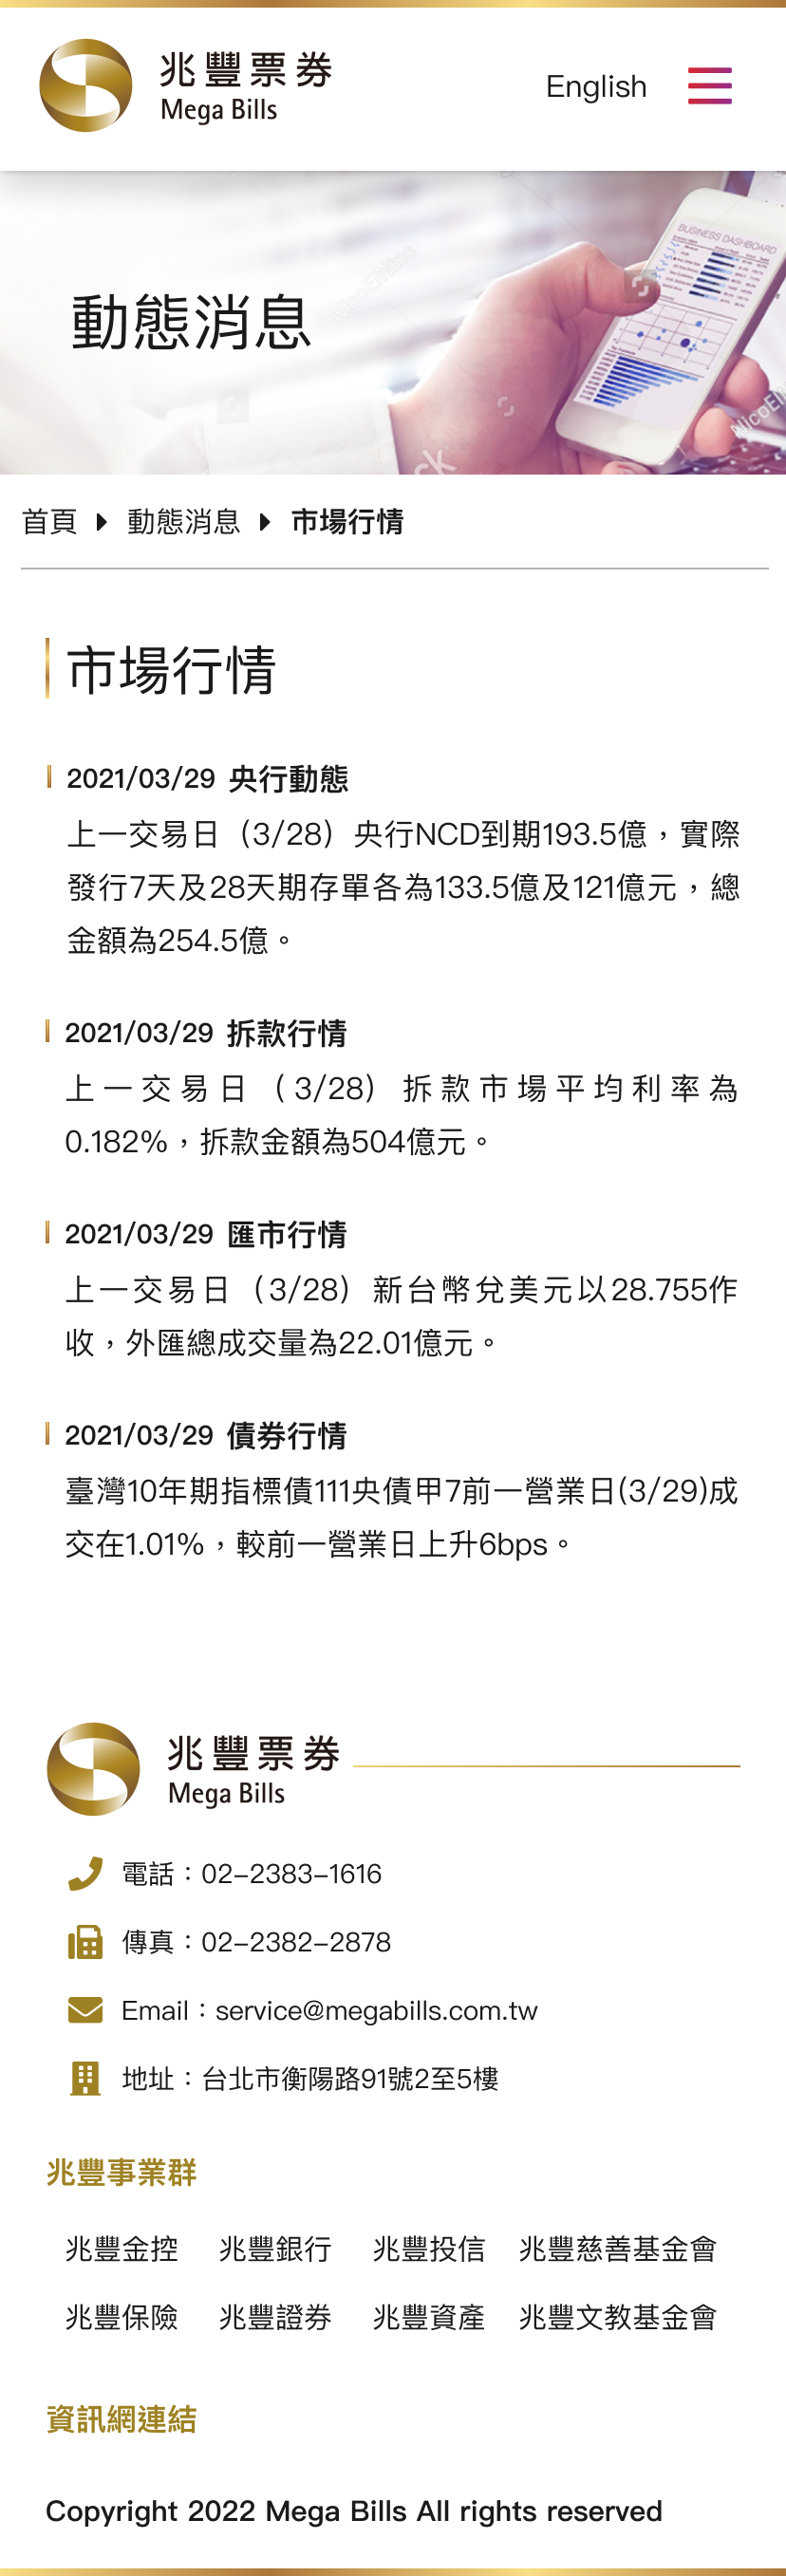 兆豐票券
Mega Bills
English
動態消息
BUSINESS DASHBOARD
首頁 動態消息 市場行情
市場行情
2021/03/29 央行動態
上一交易日（3/28）央行NCD到期193.5億，實際
發行7天及28天期存單各為133.5億及121億元，總
金額為254.5億。
2021/03/29 拆款行情
上一交易日（3/28）拆款市場平均利率為
0.182%，拆款金額為504億元。
2021/03/29 匯市行情
上一交易日（3/28）新台幣兌美元以28.755作
收，外匯總成交量為22.01億元。
2021/03/29 債券行情
臺灣10年期指標債111央債甲7前一營業日(3/29)成
交在1.01%，較前一營業日上升6bps。
兆豐票券
Mega Bills
電話：02-2383-1616
傳真：02-2382-2878
Email：service@megabills.com.tw
地址：台北市衡陽路91號2至5樓
兆豐事業群
兆豐金控 兆豐銀行 兆豐投信 兆豐慈善基金會
兆豐保險 兆豐證券 兆豐資產 兆豐文教基金會
資訊網連結
Copyright 2022 Mega Bills All rights reserved